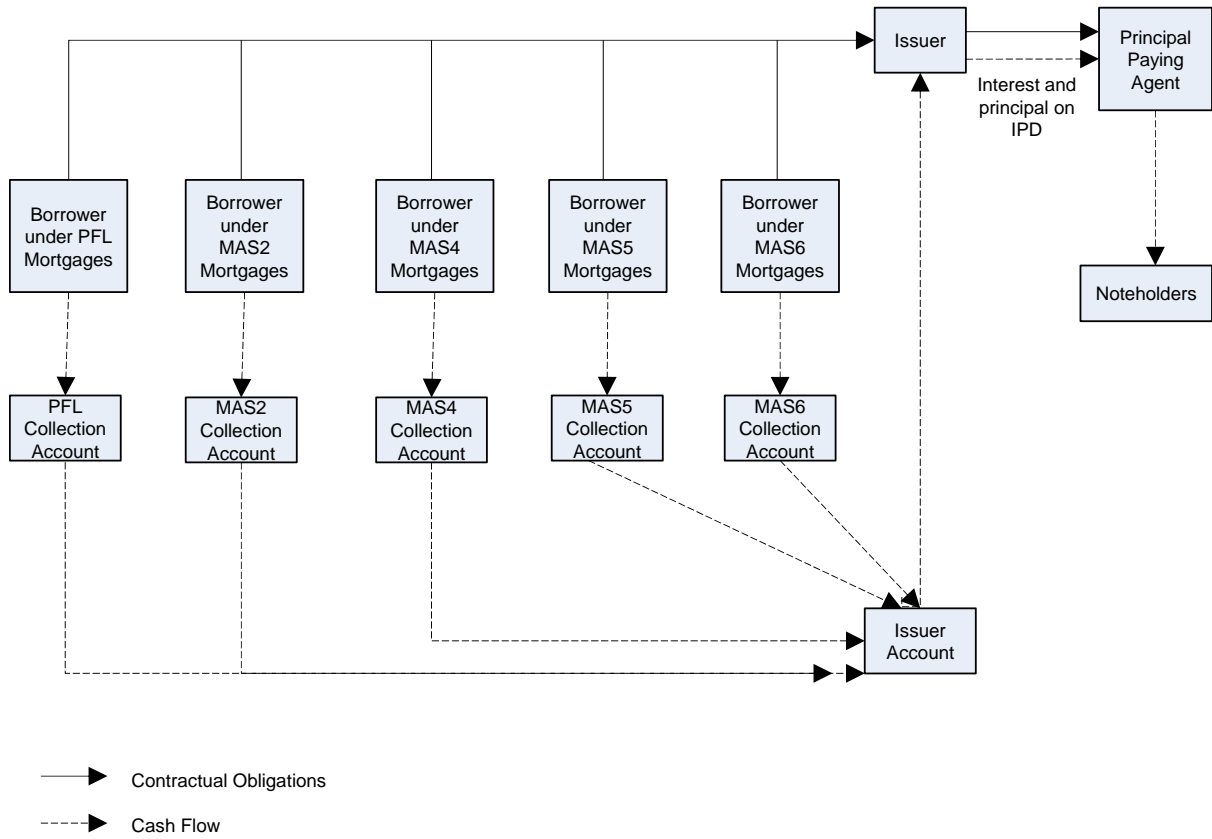 Issuer
Principal
Paying
Agent
Interest and
principal on
IPD
Borrower
under PFL
Mortgages
Borrower
under
MAS2
Mortgages
Borrower
under
MAS4
Mortgages
Borrower
under
MAS5
Mortgages
Borrower
under
MAS6
Mortgages
Noteholders
PFL
Collection
Account
MAS2
Collection
Account
MAS4
Collection
Account
MAS5
Collection
Account
MAS6
Collection
Account
Issuer
Account
Contractual Obligations
Cash Flow